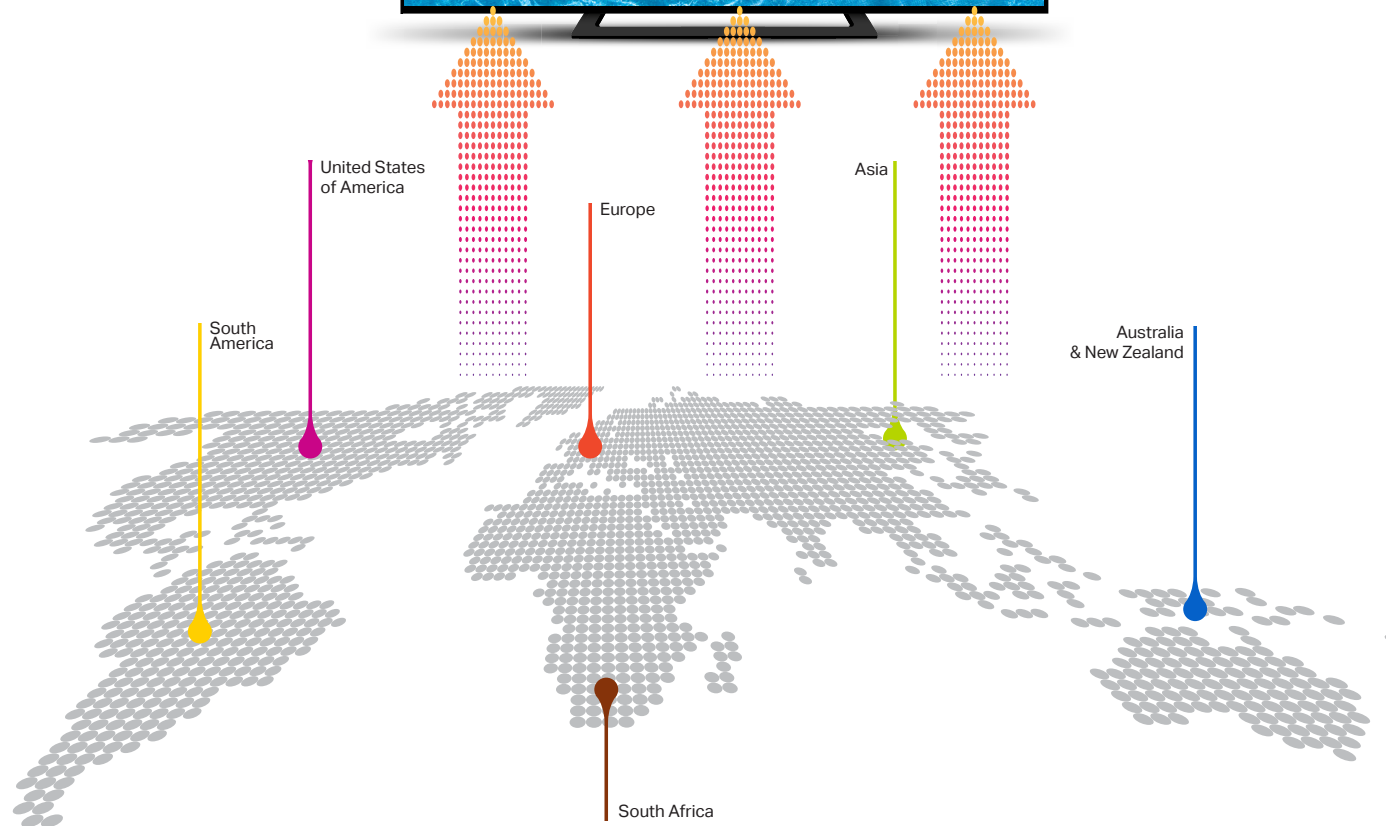 United States
of America
Asia
Europe
South
America
Australia
& New Zealand
South Africa